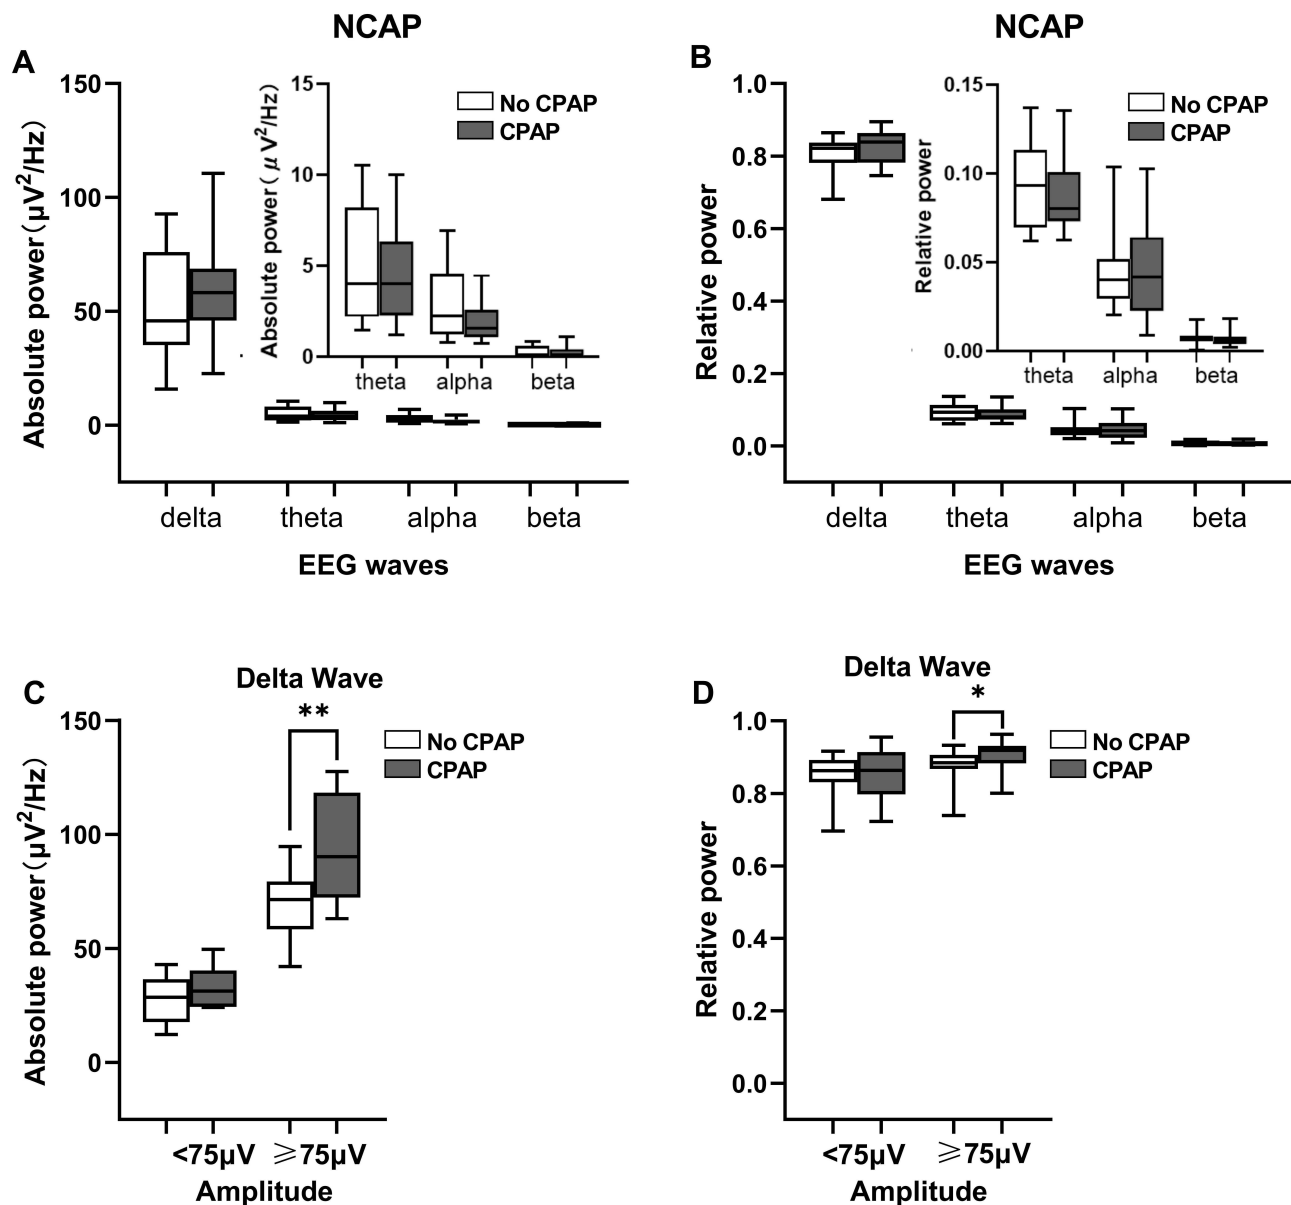 NCAP
A
150
100
50
0
Absolute power(μV²/Hz)
15
10
5
0
Absolute power( μ V²/Hz)
No CPAP
CPAP
theta alpha beta
delta theta alpha beta
EEG waves
NCAP
B
1.0
0.8
0.6
0.4
0.2
0.0
Relative power
0.15
0.10
0.05
0.00
Relative power
No CPAP
CPAP
theta alpha beta
delta theta alpha beta
EEG waves
C
Delta Wave
**
150
100
50
0
Absolute power(μV²/Hz)
No CPAP
CPAP
<75μV ⩾75μV
Amplitude
D
Delta Wave
*
1.0
0.8
0.6
0.4
0.2
0.0
Relative power
No CPAP
CPAP
<75μV ⩾75μV
Amplitude